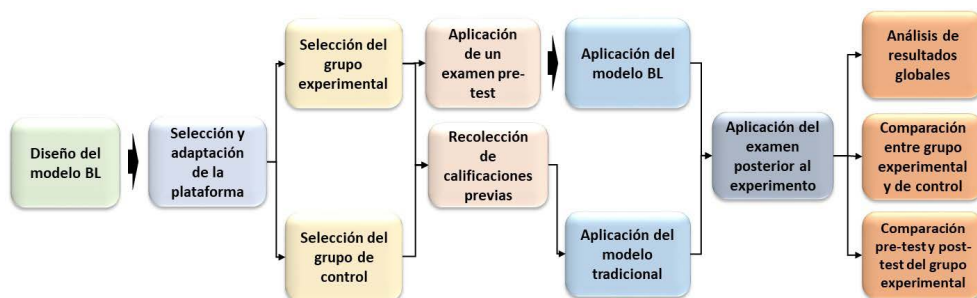 Diseño del
modelo BL
Selección y
adaptación
de la
plataforma
Selección del
grupo
experimental
Selección del
grupo de
control
Aplicación
de un
examen pre-
test
Recolección
de
calificaciones
previas
Aplicación del
modelo BL
Aplicación del
modelo
tradicional
Aplicación del
examen
posterior al
experimento
Análisis de
resultados
globales
Comparación
entre grupo
experimental
y de control
Comparación
pre-test y post-
test del grupo
experimental